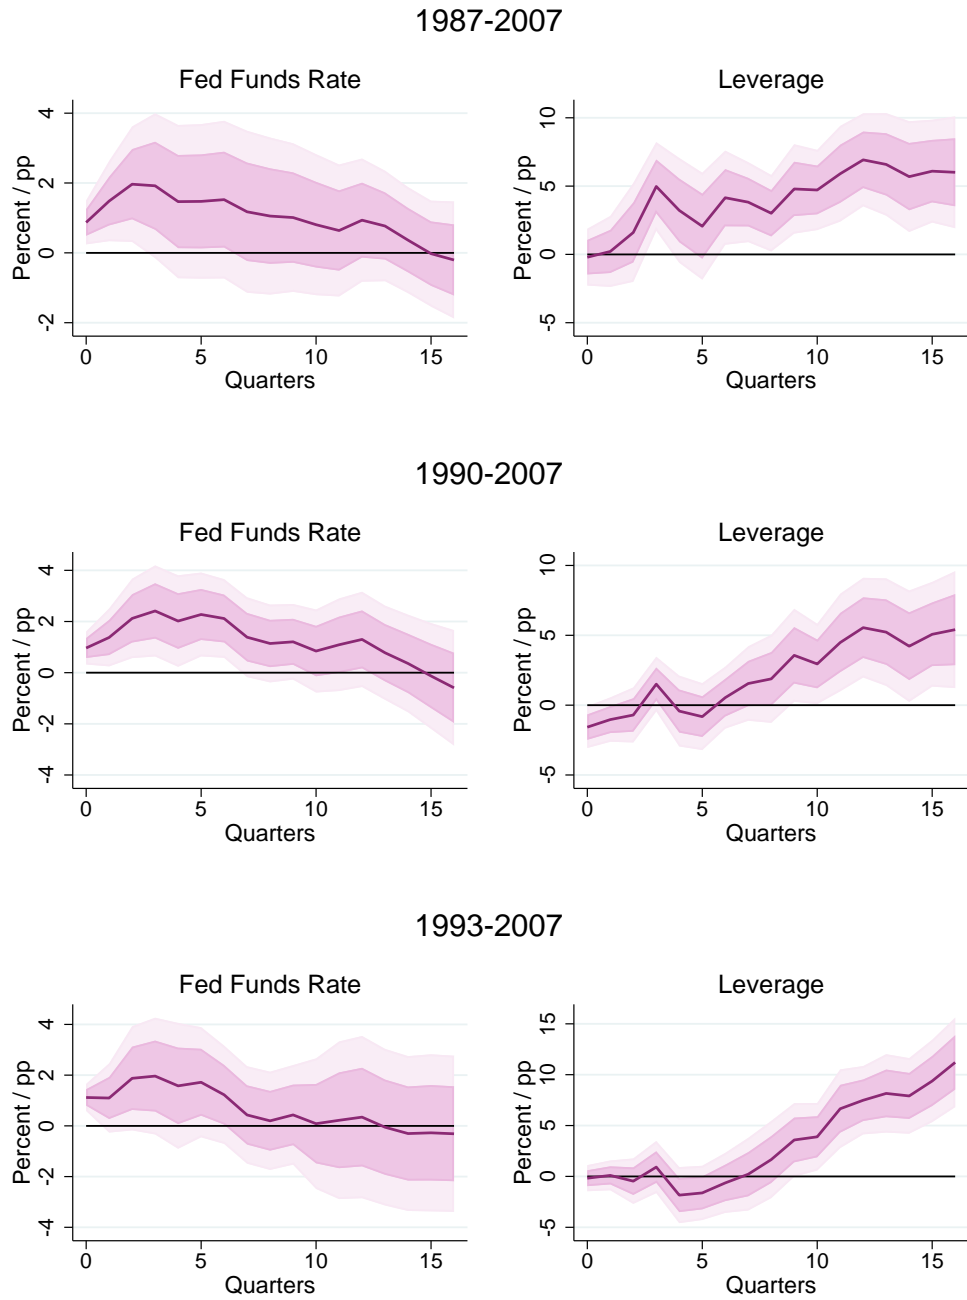 1987-2007
Fed Funds Rate
Leverage
Percent / pp
4
2
0
-2
0 5 10 15
Quarters
Percent / pp
10
5
0
-5
0 5 10 15
Quarters
1990-2007
Fed Funds Rate
Leverage
Percent / pp
4
2
0
-2
-4
0 5 10 15
Quarters
Percent / pp
10
5
0
-5
0 5 10 15
Quarters
1993-2007
Fed Funds Rate
Leverage
Percent / pp
4
2
0
-2
-4
0 5 10 15
Quarters
Percent / pp
15
10
5
0
-5
0 5 10 15
Quarters